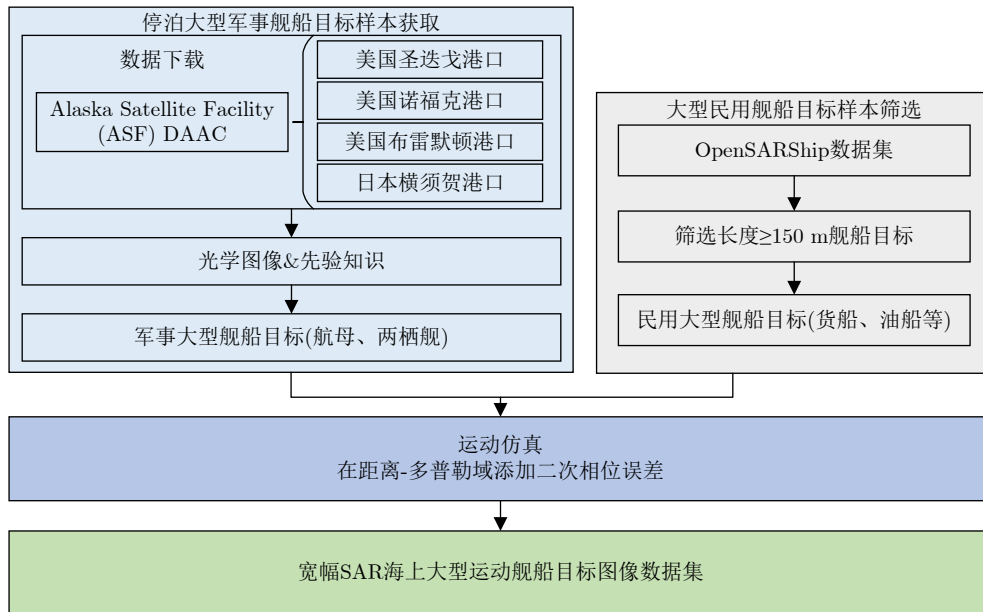 停泊大型军事舰船目标样本获取
数据下载
Alaska Satellite Facility
(ASF) DAAC
美国圣迭戈港口
美国诺福克港口
美国布雷默顿港口
日本横须贺港口
光学图像&先验知识
军事大型舰船目标(航母、两栖舰)
大型民用舰船目标样本筛选
OpenSARShip数据集
筛选长度≥150 m舰船目标
民用大型舰船目标(货船、油船等)
运动仿真
在距离-多普勒域添加二次相位误差
宽幅SAR海上大型运动舰船目标图像数据集